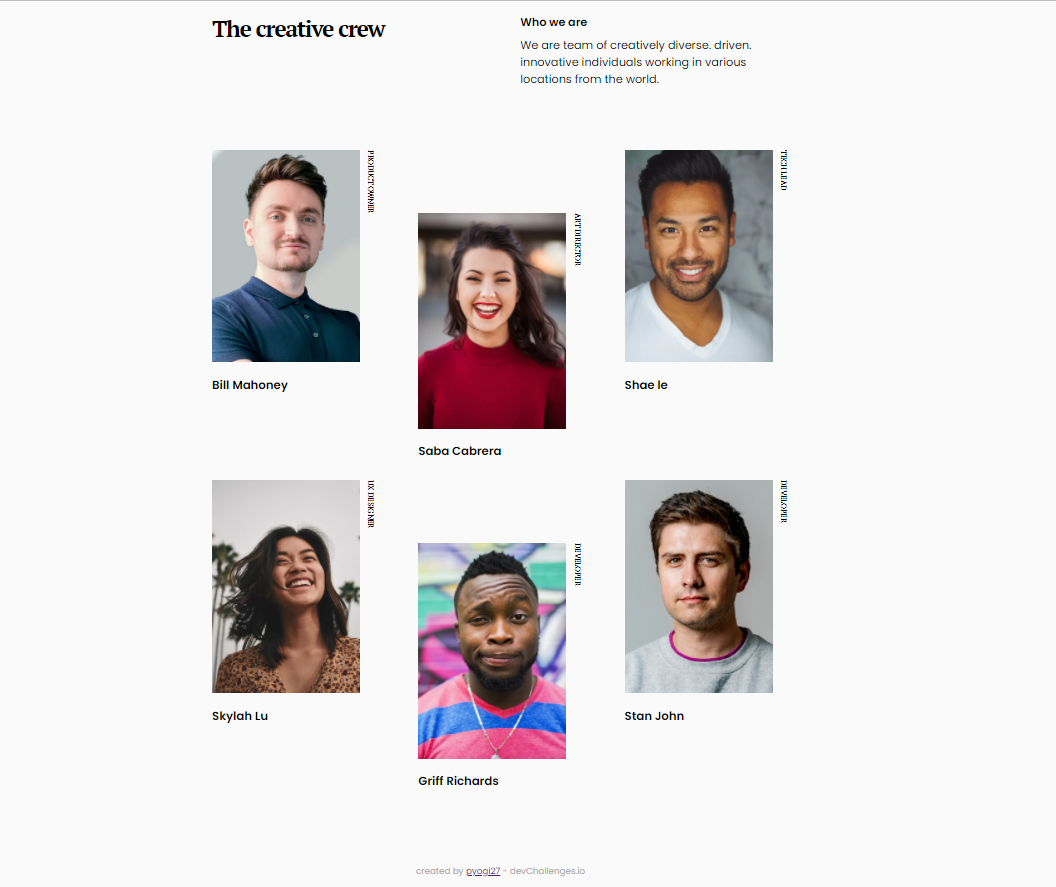 The creative crew
Who we are
We are team of creatively diverse. driven.
innovative individuals working in various
locations from the world.
PRODUCT OWNER
Bill Mahoney
ART DIRECTOR
Saba Cabrera
TECH LEAD
Shae le
UX DESIGNER
Skylah Lu
DEVELOPER
Griff Richards
DEVELOPER
Stan John
created by pyogi27 - devChallenges.io